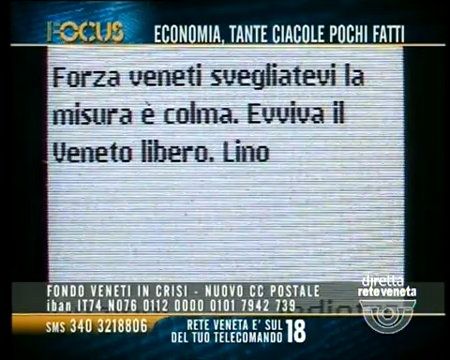 FOCUS
ECONOMIA, TANTE CIACOLE POCHI FATTI
Forza veneti svegliatevi la
misura è colma. Evviva il
Veneto libero. Lino
diretta
reteveneta
FONDO VENETI IN CRISI - NUOVO CC POSTALE
iban IT74 N076 0112 0000 0101 7942 739
SMS 340 3218806
RETE VENETA E' SUL
DEL TUO TELECOMANDO 18